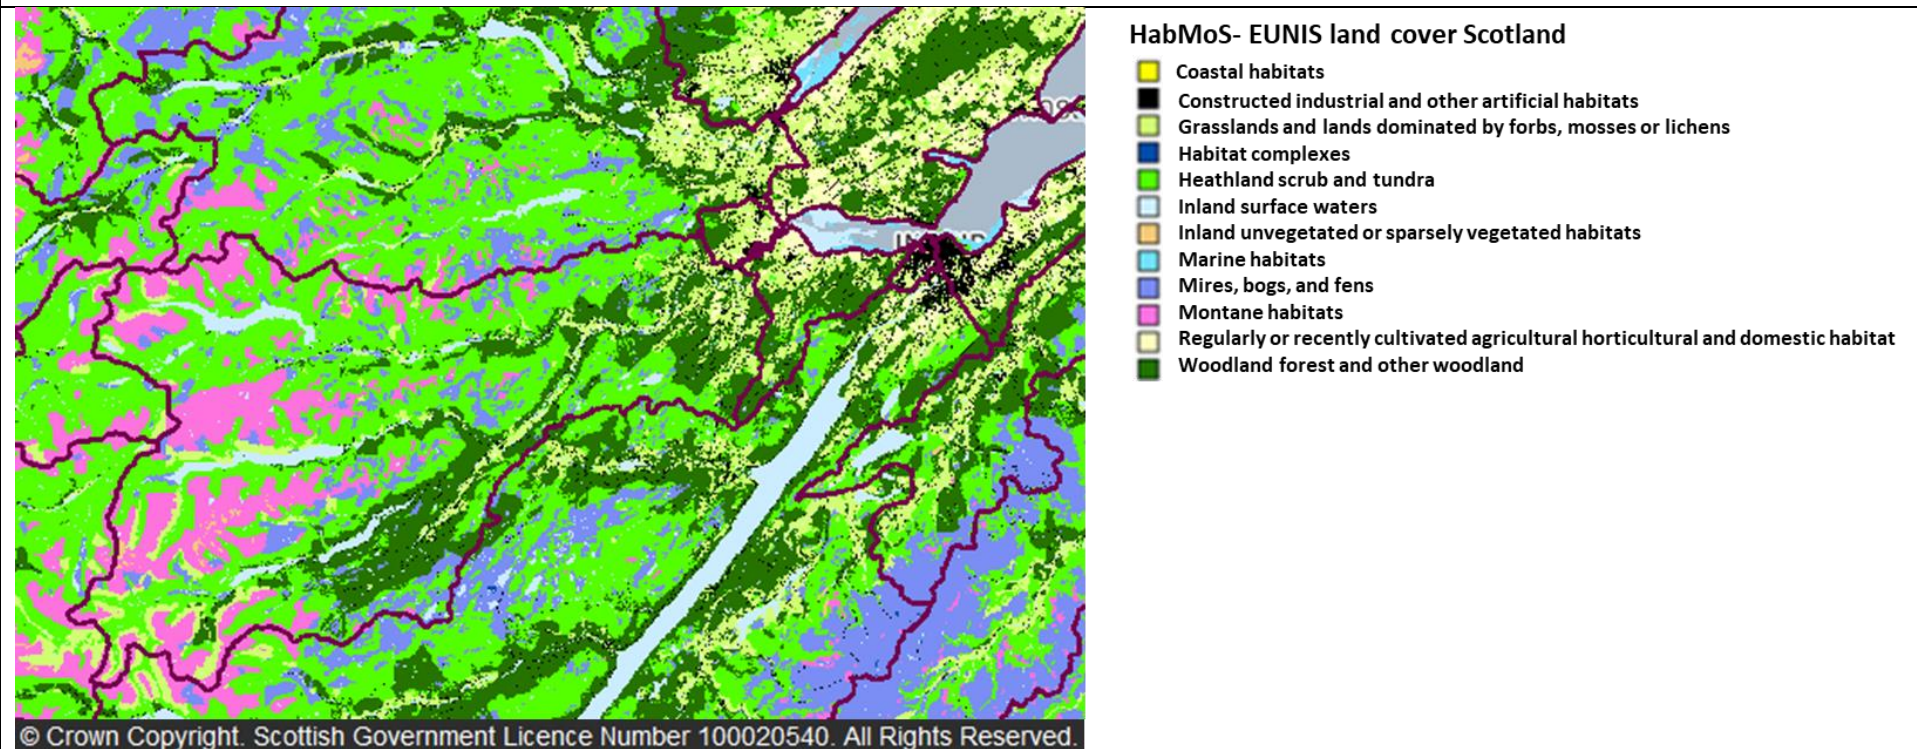 HabMoS- EUNIS land cover Scotland
Coastal habitats
Constructed industrial and other artificial habitats
Grasslands and lands dominated by forbs, mosses or lichens
Habitat complexes
Heathland scrub and tundra
Inland surface waters
Inland unvegetated or sparsely vegetated habitats
Marine habitats
Mires, bogs, and fens
Montane habitats
Regularly or recently cultivated agricultural horticultural and domestic habitat
Woodland forest and other woodland
© Crown Copyright. Scottish Government Licence Number 100020540. All Rights Reserved.